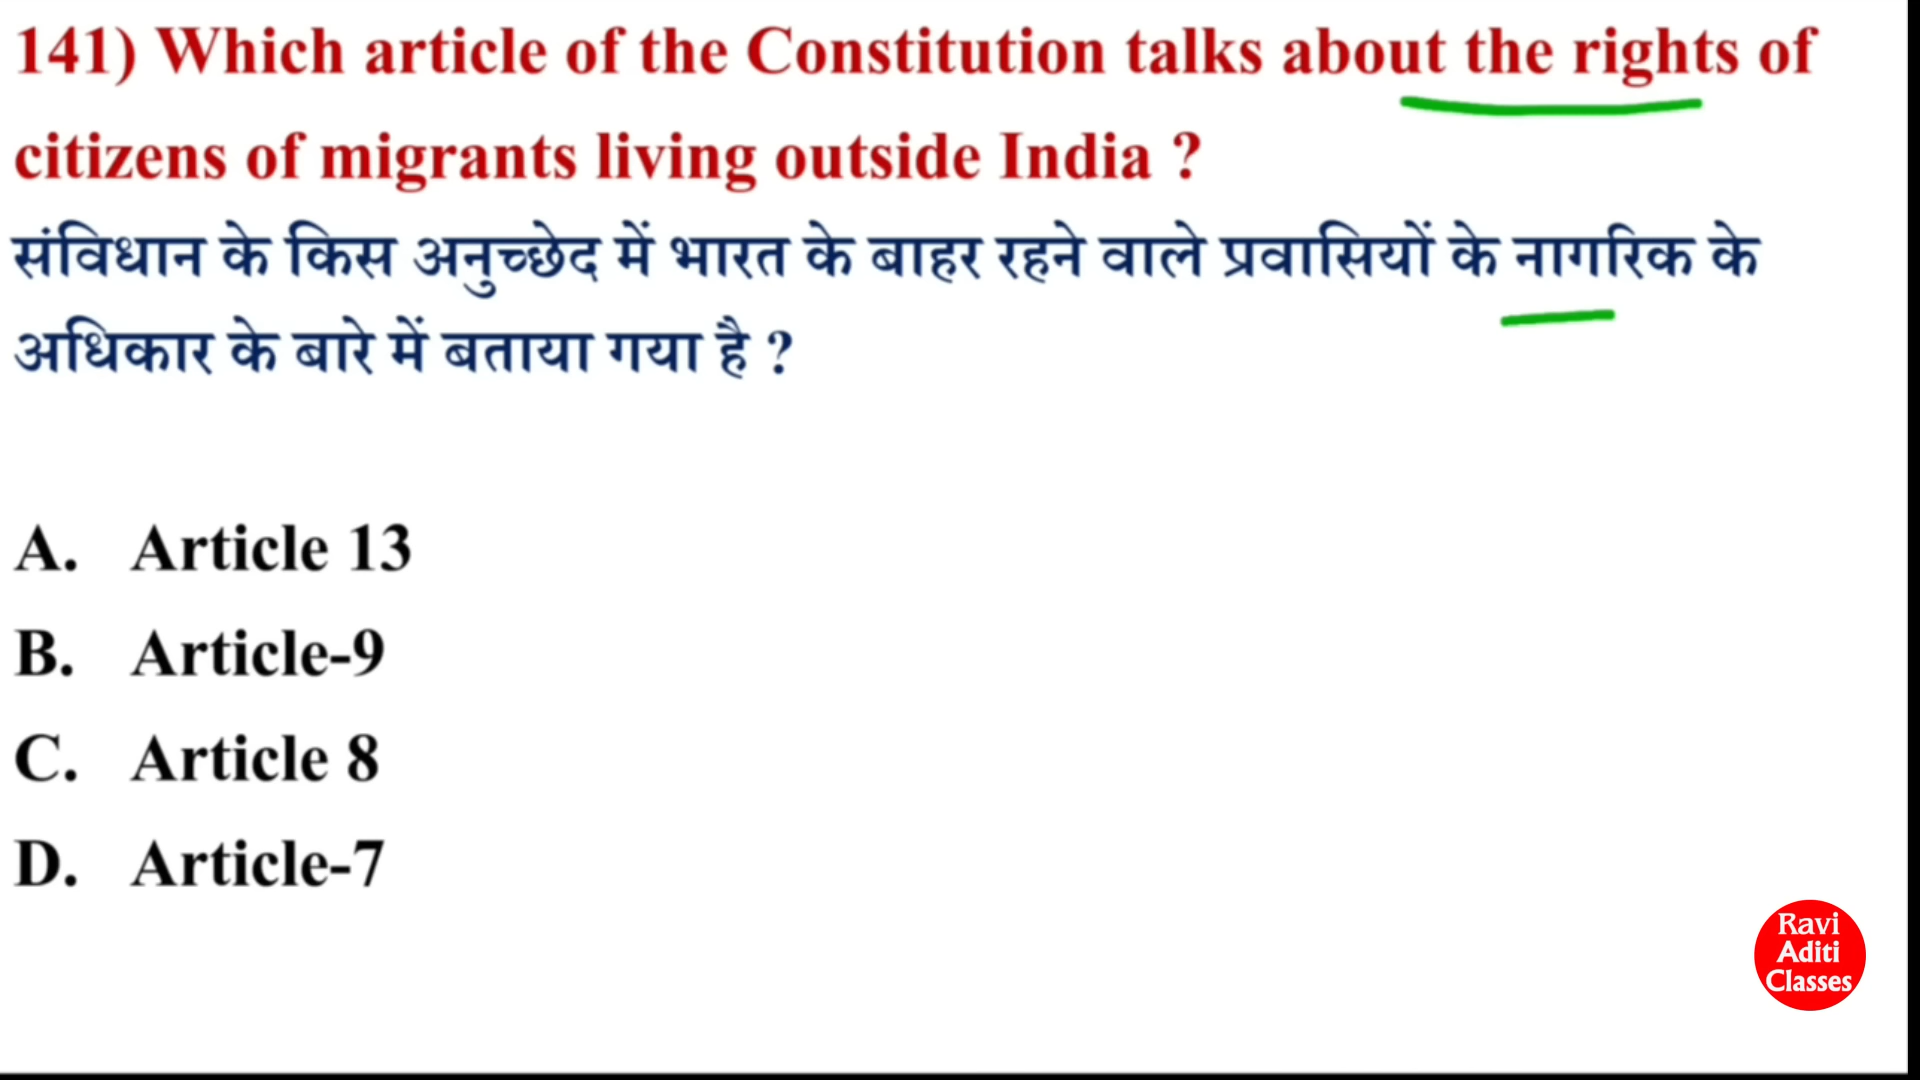 141) Which article of the Constitution talks about the rights of
citizens of migrants living outside India ?
संविधान के किस अनुच्छेद में भारत के बाहर रहने वाले प्रवासियों के नागरिक के
अधिकार के बारे में बताया गया है ?
A. Article 13
B. Article-9
C. Article 8
D. Article-7
Ravi
Aditi
Classes